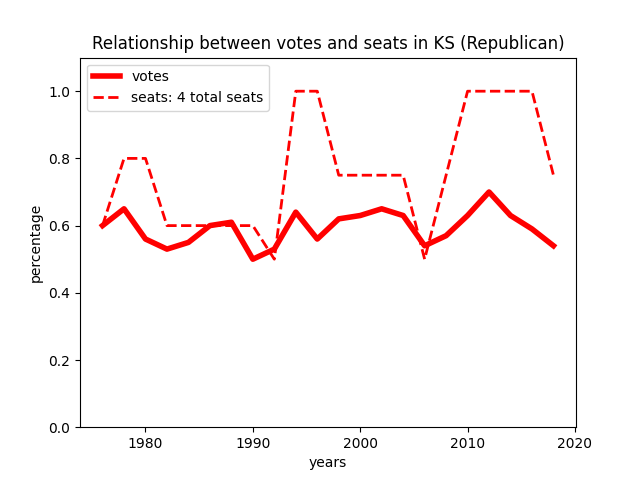 Relationship between votes and seats in KS (Republican)
votes
seats: 4 total seats
1.0
0.8
0.6
0.4
0.2
0.0
percentage
1980 1990 2000 2010 2020
years